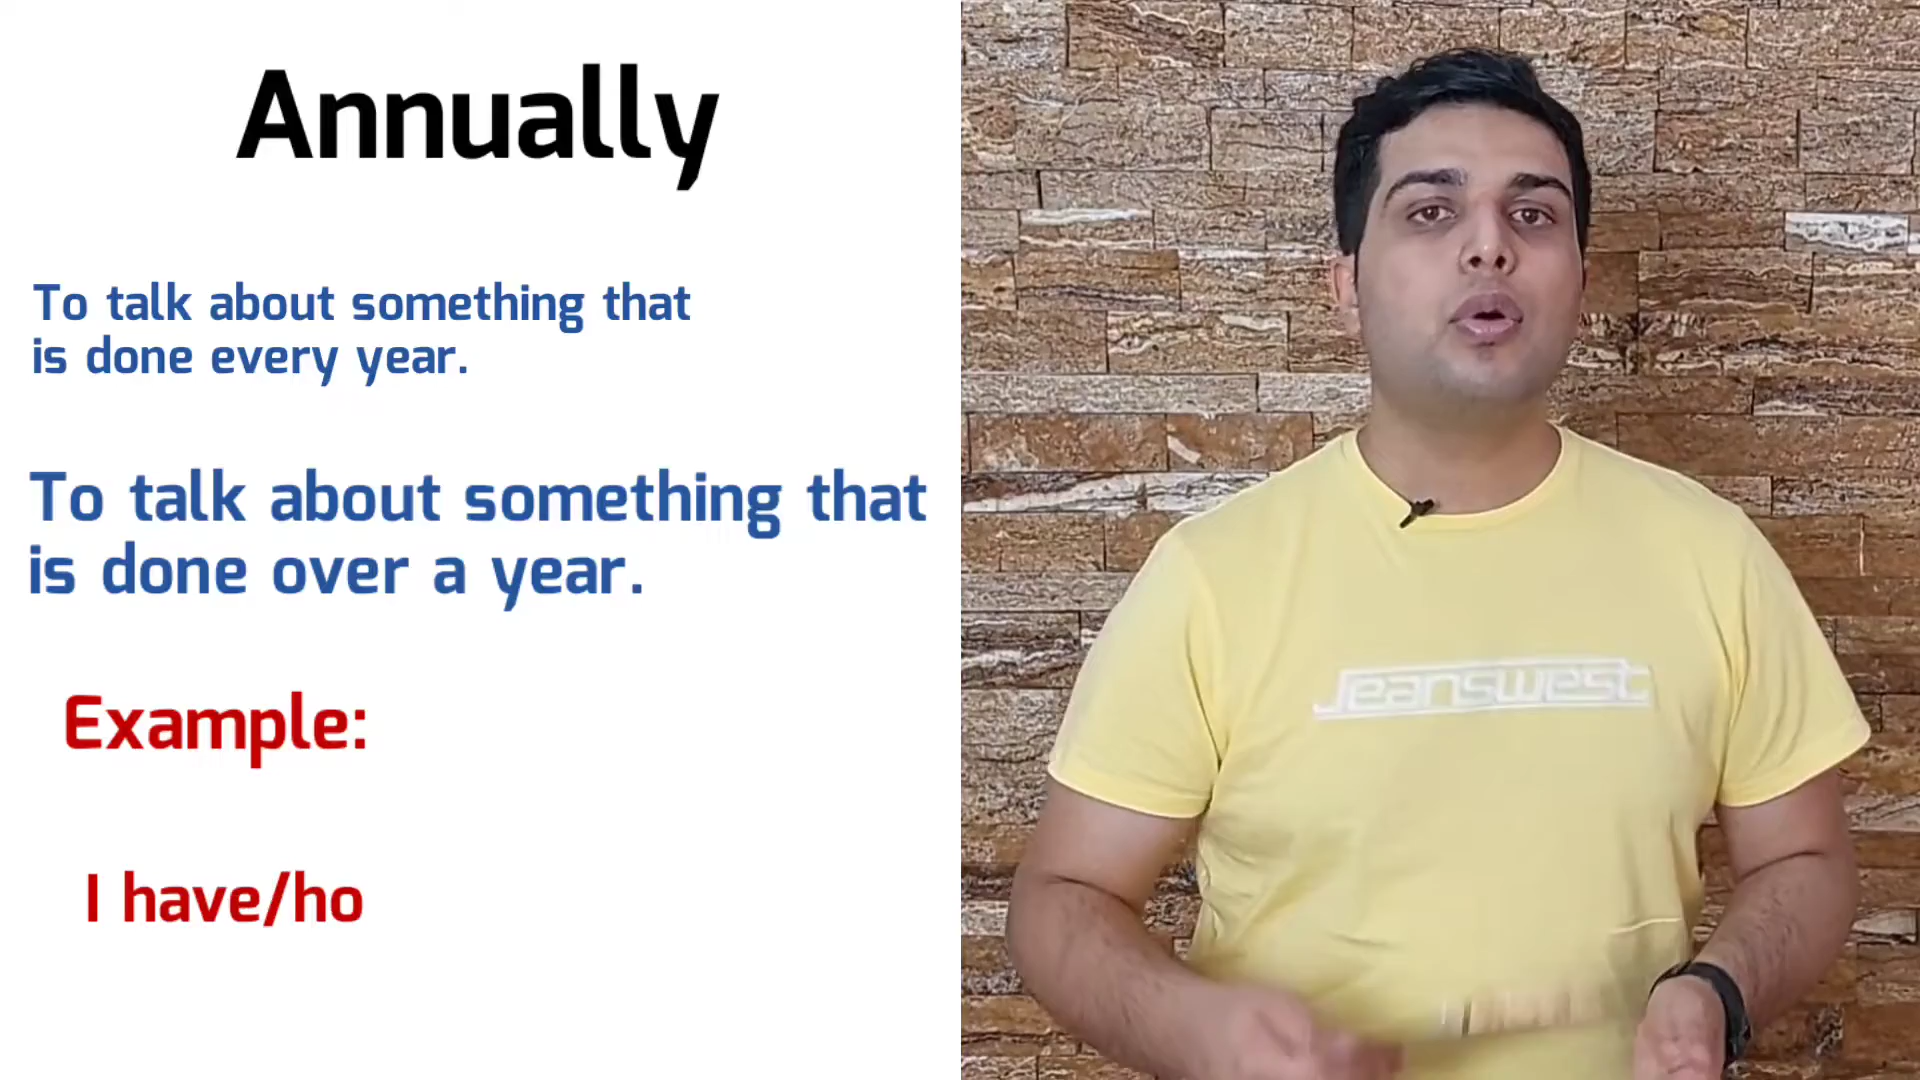 Annually
To talk about something that
is done every year.
To talk about something that
is done over a year.
Example:
I have/ho
Jeanswest